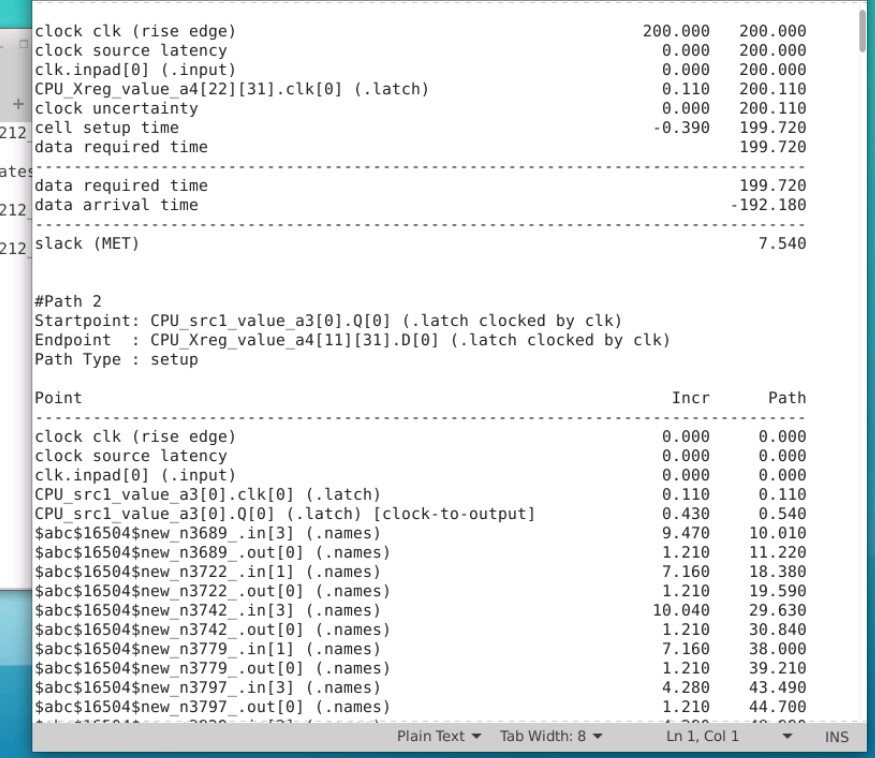 clock clk (rise edge) 200.000 200.000
clock source latency 0.000 200.000
clk.inpad[0] (.input) 0.000 200.000
CPU_Xreg_value_a4[22][31].clk[0] (.latch) 0.110 200.110
clock uncertainty 0.000 200.110
cell setup time -0.390 199.720
data required time 199.720
--------------------------------------------------------------------------------
data required time 199.720
data arrival time -192.180
--------------------------------------------------------------------------------
slack (MET) 7.540
#Path 2
Startpoint: CPU_src1_value_a3[0].Q[0] (.latch clocked by clk)
Endpoint  : CPU_Xreg_value_a4[11][31].D[0] (.latch clocked by clk)
Path Type : setup
Point Incr Path
--------------------------------------------------------------------------------
clock clk (rise edge) 0.000 0.000
clock source latency 0.000 0.000
clk.inpad[0] (.input) 0.000 0.000
CPU_src1_value_a3[0].clk[0] (.latch) 0.110 0.110
CPU_src1_value_a3[0].Q[0] (.latch) [clock-to-output] 0.430 0.540
$abc$16504$new_n3689_.in[3] (.names) 9.470 10.010
$abc$16504$new_n3689_.out[0] (.names) 1.210 11.220
$abc$16504$new_n3722_.in[1] (.names) 7.160 18.380
$abc$16504$new_n3722_.out[0] (.names) 1.210 19.590
$abc$16504$new_n3742_.in[3] (.names) 10.040 29.630
$abc$16504$new_n3742_.out[0] (.names) 1.210 30.840
$abc$16504$new_n3779_.in[1] (.names) 7.160 38.000
$abc$16504$new_n3779_.out[0] (.names) 1.210 39.210
$abc$16504$new_n3797_.in[3] (.names) 4.280 43.490
$abc$16504$new_n3797_.out[0] (.names) 1.210 44.700
Plain Text Tab Width: 8 Ln 1, Col 1 INS
212_
212_
212_